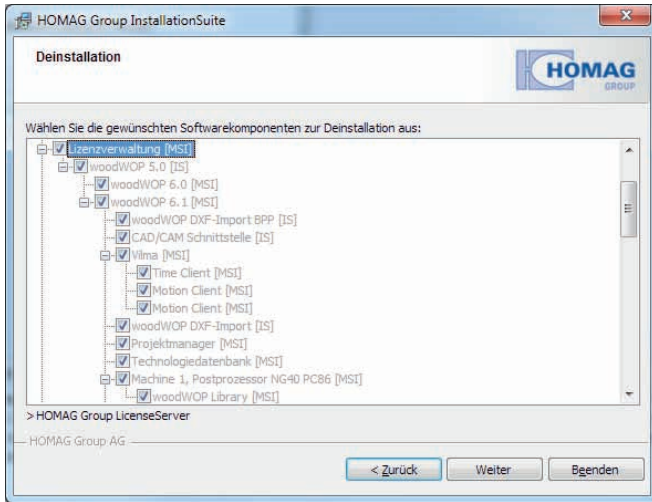 HOMAG Group InstallationSuite
Deinstallation
HOMAG
GROUP
Wählen Sie die gewünschten Softwarekomponenten zur Deinstallation aus:
Lizenzverwaltung [MSI]
woodWOP 5.0 [IS]
woodWOP 6.0 [MSI]
woodWOP 6.1 [MSI]
woodWOP DXF-Import BPP [IS]
CAD/CAM Schnittstelle [IS]
Vilma [MSI]
Time Client [MSI]
Motion Client [MSI]
Motion Client [MSI]
woodWOP DXF-Import [IS]
Projektmanager [MSI]
Technologiedatenbank [MSI]
Machine 1, Postprozessor NG40 PC86 [MSI]
woodWOP Library [MSI]
> HOMAG Group LicenseServer
HOMAG Group AG
< Zurück
Weiter
Beenden